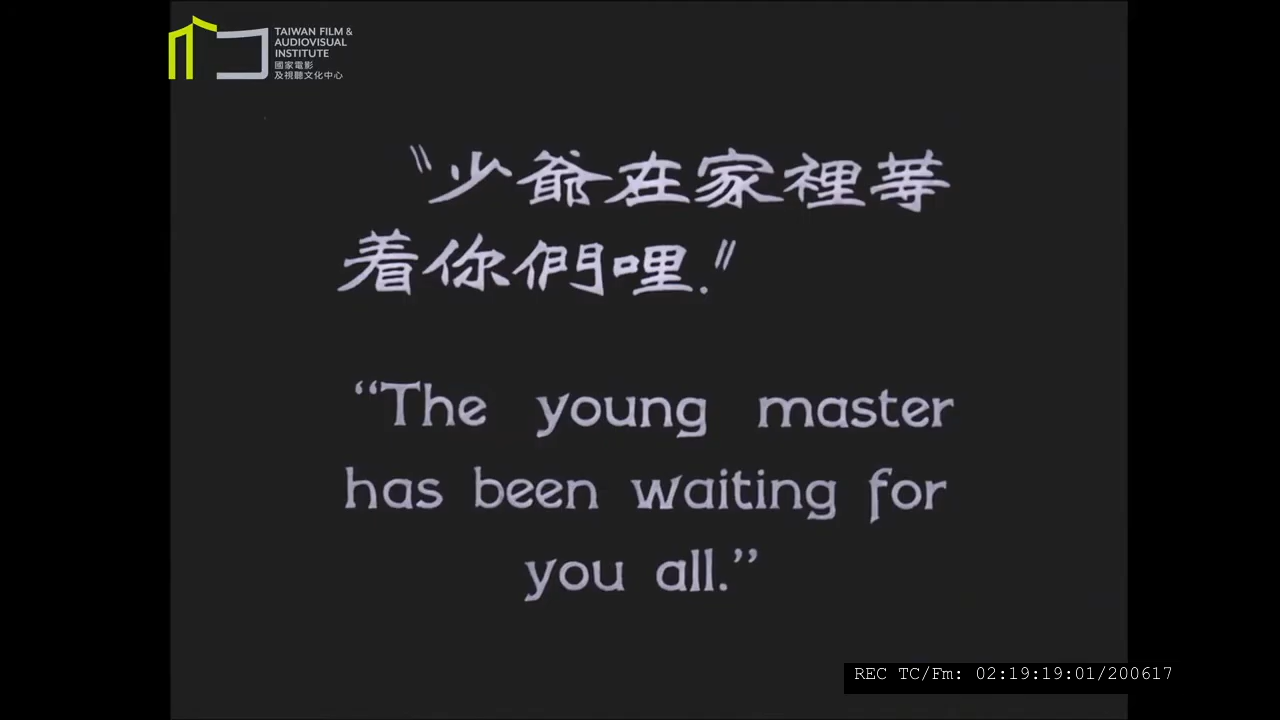 TAIWAN FILM &
AUDIOVISUAL
INSTITUTE
國家電影
及視聽文化中心
〝少爺在家裡等
着你們哩.〞
“The young master
has been waiting for
you all.”
REC TC/Fm: 02:19:19:01/200617